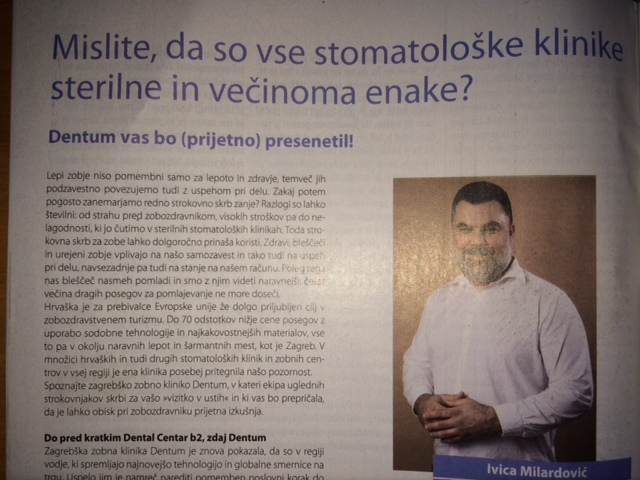 Mislite, da so vse stomatološke klinike
sterilne in večinoma enake?
Dentum vas bo (prijetno) presenetil!
Lepi zobje niso pomembni samo za lepoto in zdravje, temveč jih
podzavestno povezujemo tudi z uspehom pri delu. Zakaj potem
pogosto zanemarjamo redno strokovno skrb zanje? Razlogi so lahko
številni: od strahu pred zobozdravnikom, visokih stroškov pa do ne-
lagodnosti, ki jo čutimo v sterilnih stomatoloških klinikah. Toda stro-
kovna skrb za zobe lahko dolgoročno prinaša koristi. Zdravi, bleščeči
in urejeni zobje vplivajo na našo samozavest in tako tudi na uspeh
pri delu, navsezadnje pa tudi na stanje na našem računu. Poleg tega
nas bleščeč nasmeh pomladi in smo z njim videti naravnejši, česar
večina dragih posegov za pomlajevanje ne more doseči.
Hrvaška je za prebivalce Evropske unije že dolgo priljubljen cilj v
zobozdravstvenem turizmu. Do 70 odstotkov nižje cene posegov z
uporabo sodobne tehnologije in najkakovostnejših materialov, vse
to pa v okolju naravnih lepot in šarmantnih mest, kot je Zagreb. V
množici hrvaških in tudi drugih stomatoloških klinik in zobnih cen-
trov v vsej regiji je ena klinika posebej pritegnila našo pozornost.
Spoznajte zagrebško zobno kliniko Dentum, v kateri ekipa uglednih
strokovnjakov skrbi za vašo »vizitko v ustih« in ki vas bo prepričala,
da je lahko obisk pri zobozdravniku prijetna izkušnja.
Do pred kratkim Dental Centar b2, zdaj Dentum
Zagrebška zobna klinika Dentum je znova pokazala, da so v regiji
vodje, ki spremljajo najnovejšo tehnologijo in globalne smernice na
trgu. Uspelo jim je namreč narediti pomemben poslovni korak do
Ivica Milardović